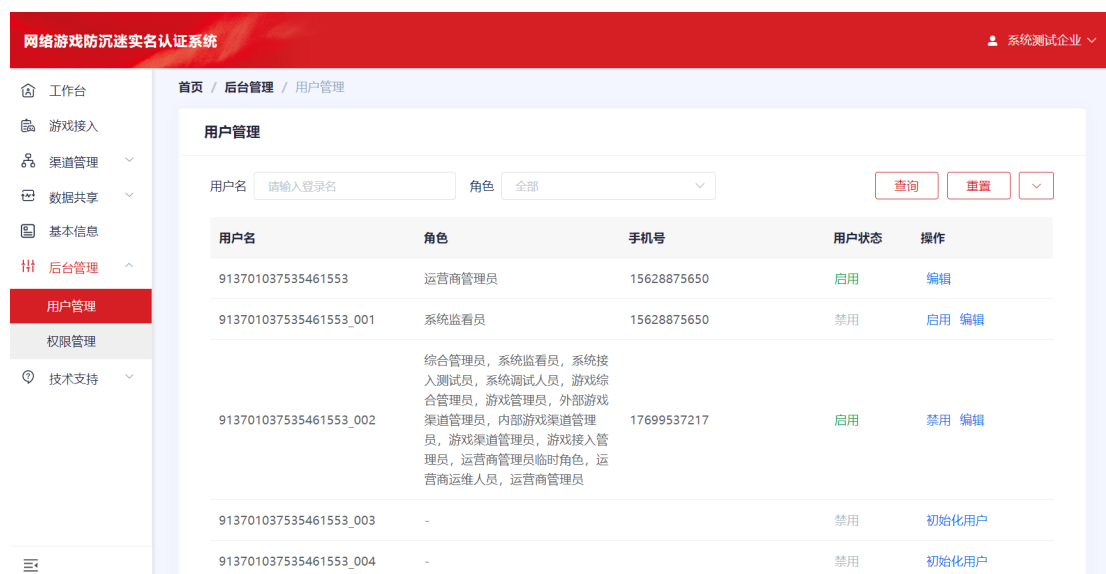 网络游戏防沉迷实名认证系统
系统测试企业
工作台
游戏接入
渠道管理
数据共享
基本信息
后台管理
用户管理
权限管理
技术支持
首页 / 后台管理 / 用户管理
用户管理
用户名 请输入登录名 角色 全部 查询 重置
用户名 角色 手机号 用户状态 操作
913701037535461553 运营商管理员 15628875650 启用 编辑
913701037535461553_001 系统监看员 15628875650 禁用 启用 编辑
综合管理员，系统监看员，系统接
入测试员，系统调试人员，游戏综
合管理员，游戏管理员，外部游戏
913701037535461553_002 渠道管理员，内部游戏渠道管理 17699537217 启用 禁用 编辑
员，游戏渠道管理员，游戏接入管
理员，运营商管理员临时角色，运
营商运维人员，运营商管理员
913701037535461553_003 - 禁用 初始化用户
913701037535461553_004 - 禁用 初始化用户